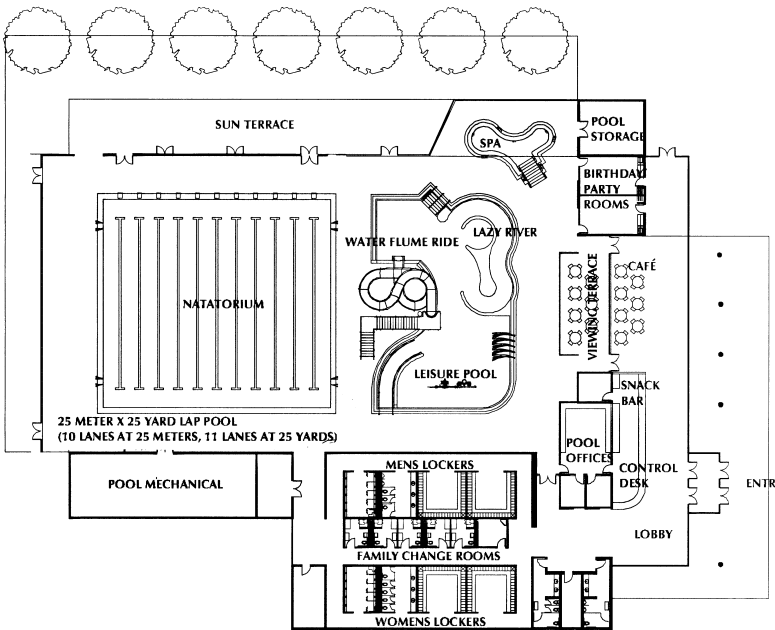 SUN TERRACE
SPA
POOL
STORAGE
BIRTHDAY
PARTY
ROOMS
LAZY RIVER
WATER FLUME RIDE
CAFÉ
VIEWING TERRACE
NATATORIUM
LEISURE POOL
SNACK
BAR
25 METER X 25 YARD LAP POOL
(10 LANES AT 25 METERS, 11 LANES AT 25 YARDS)
POOL
OFFICES
MENS LOCKERS
CONTROL
DESK
POOL MECHANICAL
ENTR
LOBBY
FAMILY CHANGE ROOMS
WOMENS LOCKERS